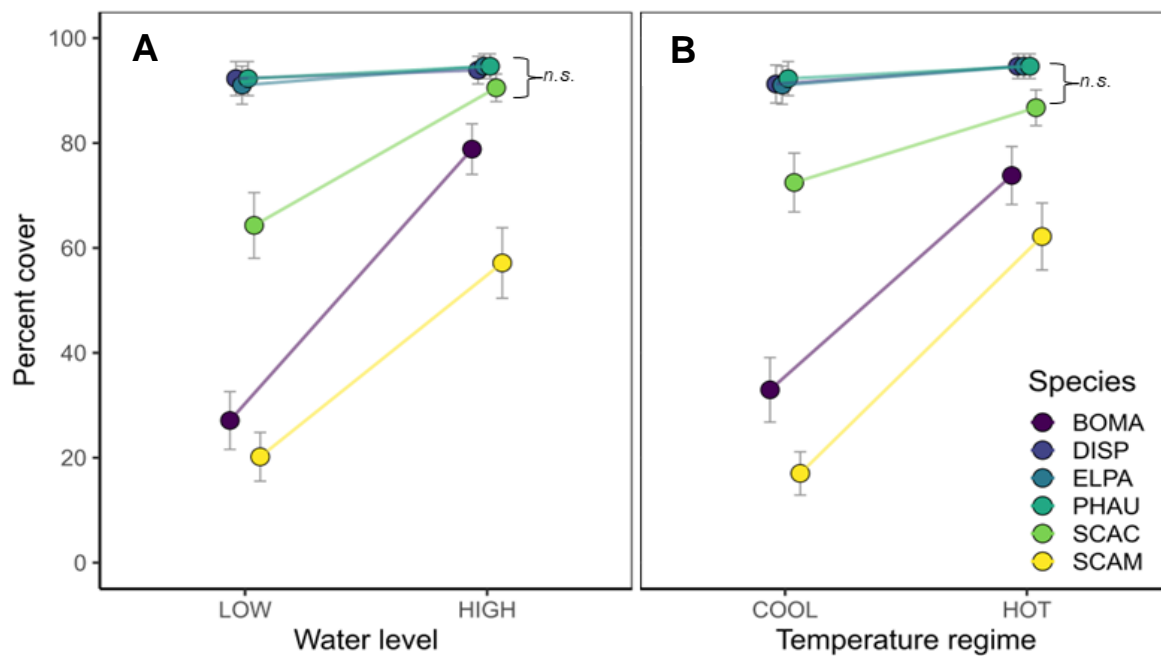 A
B
100
80
60
40
20
0
Percent cover
n.s.
n.s.
LOW HIGH
COOL HOT
Water level
Temperature regime
Species
BOMA
DISP
ELPA
PHAU
SCAC
SCAM